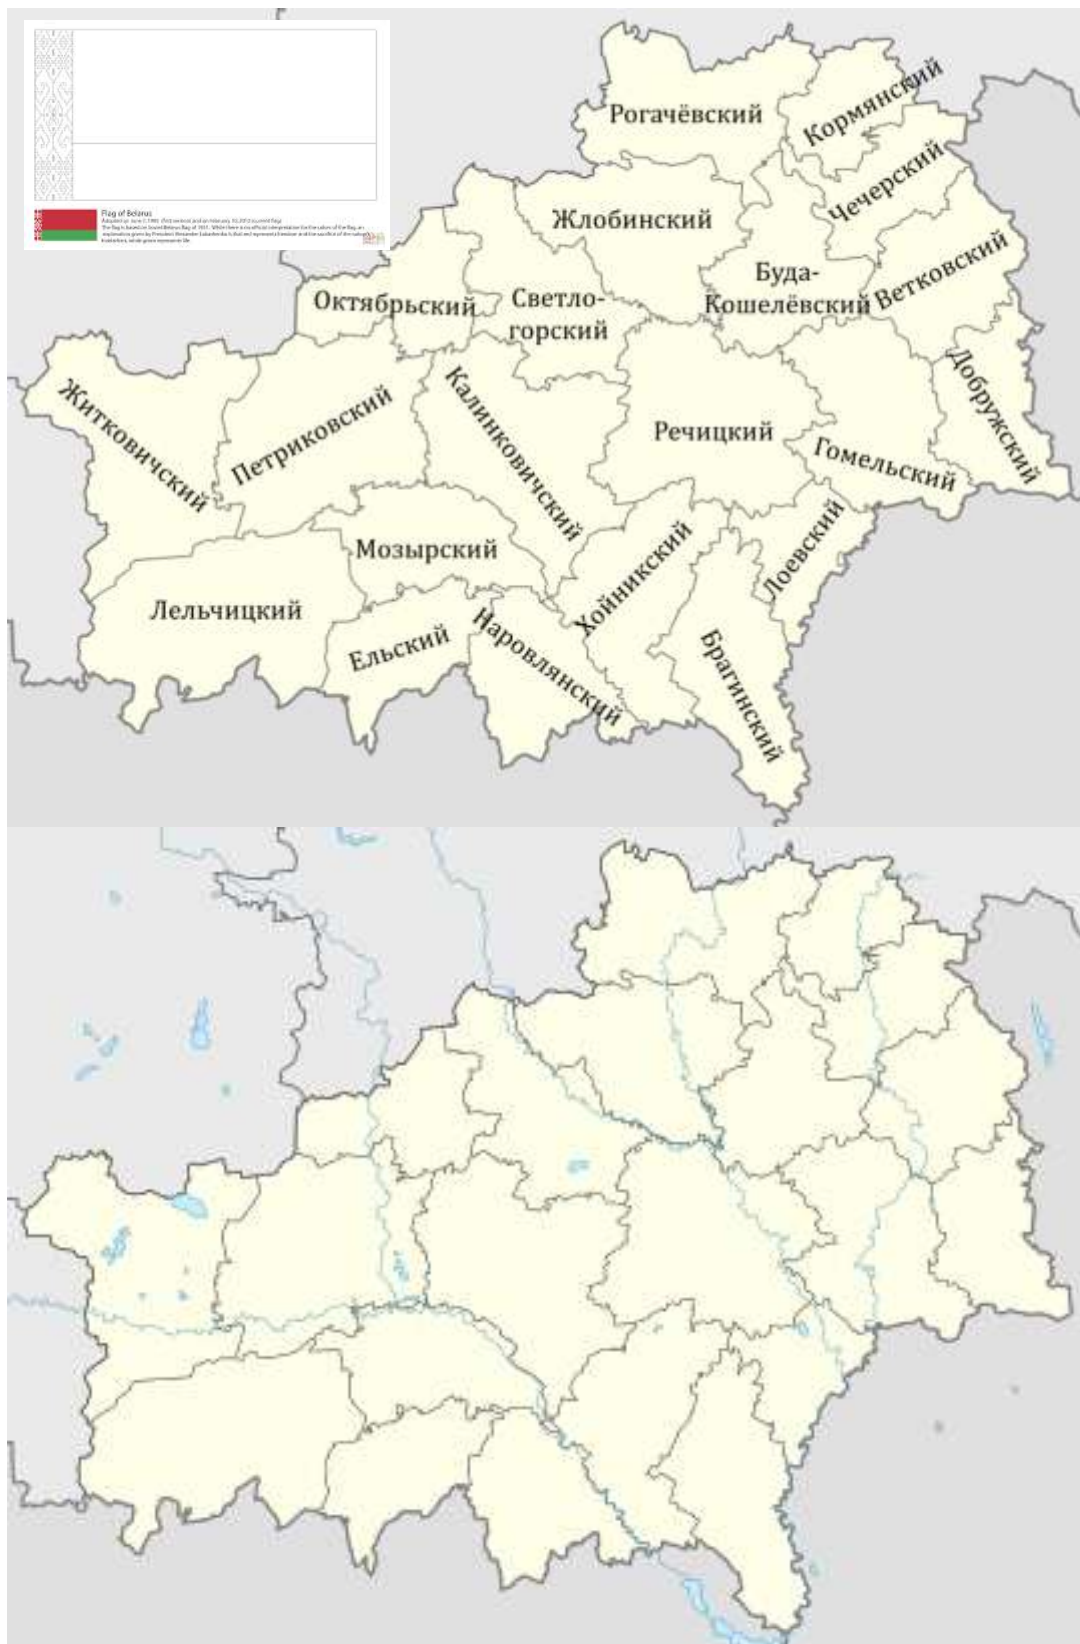 Flag of Belarus
Рогачёвский
Кормянский
Чечерский
Жлобинский
Буда-
Кошелёвский
Ветковский
Октябрьский
Светло-
горский
Добружский
Житковичский
Петриковский
Калинковичский
Речицкий
Гомельский
Мозырский
Лоевский
Хойникский
Лельчицкий
Ельский
Наровлянский
Брагинский